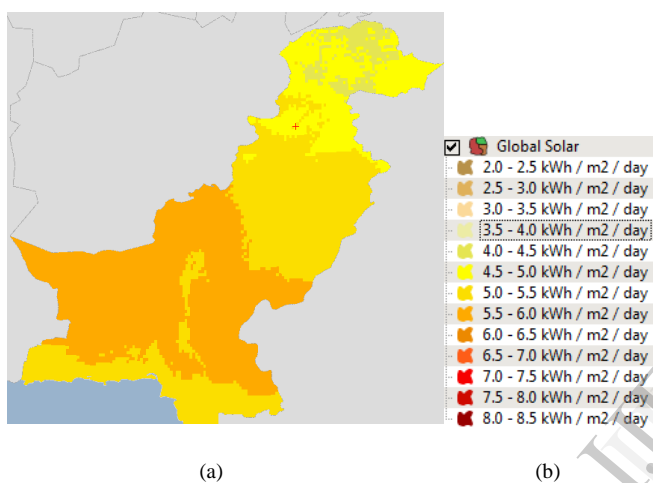 Global Solar
2.0 - 2.5 kWh / m2 / day
2.5 - 3.0 kWh / m2 / day
3.0 - 3.5 kWh / m2 / day
3.5 - 4.0 kWh / m2 / day
4.0 - 4.5 kWh / m2 / day
4.5 - 5.0 kWh / m2 / day
5.0 - 5.5 kWh / m2 / day
5.5 - 6.0 kWh / m2 / day
6.0 - 6.5 kWh / m2 / day
6.5 - 7.0 kWh / m2 / day
7.0 - 7.5 kWh / m2 / day
7.5 - 8.0 kWh / m2 / day
8.0 - 8.5 kWh / m2 / day
(a) (b)